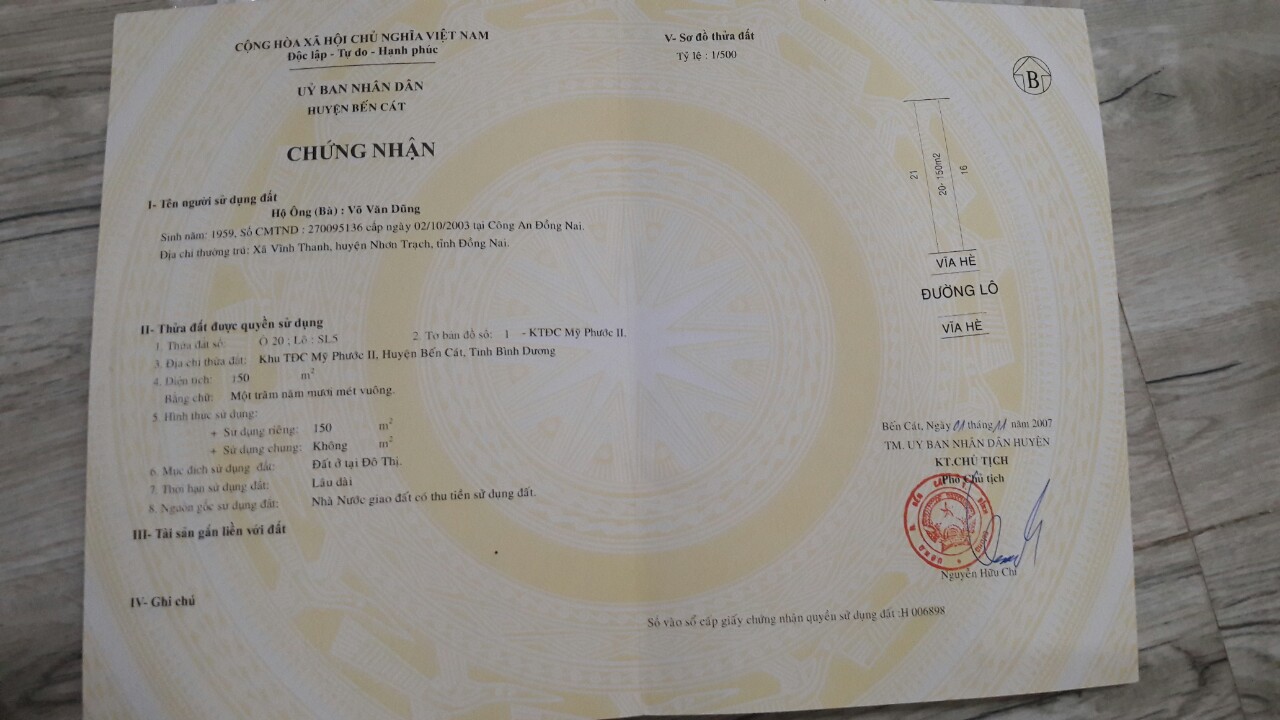 CỘNG HÒA XÃ HỘI CHỦ NGHĨA VIỆT NAM
Độc lập - Tự do - Hạnh phúc
UỶ BAN NHÂN DÂN
HUYỆN BẾN CÁT
CHỨNG NHẬN
I- Tên người sử dụng đất
Hộ Ông (Bà) : Võ Văn Dũng
Sinh năm: 1959, Số CMTND : 270095136 cấp ngày 02/10/2003 tại Công An Đồng Nai.
Địa chỉ thường trú: Xã Vĩnh Thanh, huyện Nhơn Trạch, tỉnh Đồng Nai.
II- Thửa đất được quyền sử dụng
1. Thửa đất số: Ô 20 ; Lô : SL5 2. Tờ bản đồ số: 1 - KTĐC Mỹ Phước II.
3. Địa chỉ thửa đất: Khu TĐC Mỹ Phước II, Huyện Bến Cát, Tỉnh Bình Dương
4. Diện tích: 150 m2
Bằng chữ: Một trăm năm mươi mét vuông.
5. Hình thức sử dụng:
+ Sử dụng riêng: 150 m2
+ Sử dụng chung: Không m2
6. Mục đích sử dụng đất: Đất ở tại Đô Thị.
7. Thời hạn sử dụng đất: Lâu dài
8. Nguồn gốc sử dụng đất: Nhà Nước giao đất có thu tiền sử dụng đất.
III- Tài sản gắn liền với đất
IV- Ghi chú
V- Sơ đồ thửa đất
Tỷ lệ : 1/500
B
21
20- 150m2
16
VĨA HÈ
ĐƯỜNG LÔ
VĨA HÈ
Bến Cát, Ngày 01 tháng 11 năm 2007
TM. UỶ BAN NHÂN DÂN HUYỆN
KT.CHỦ TỊCH
Phó Chủ tịch
Nguyễn Hữu Chí
Số vào sổ cấp giấy chứng nhận quyền sử dụng đất :H 006898